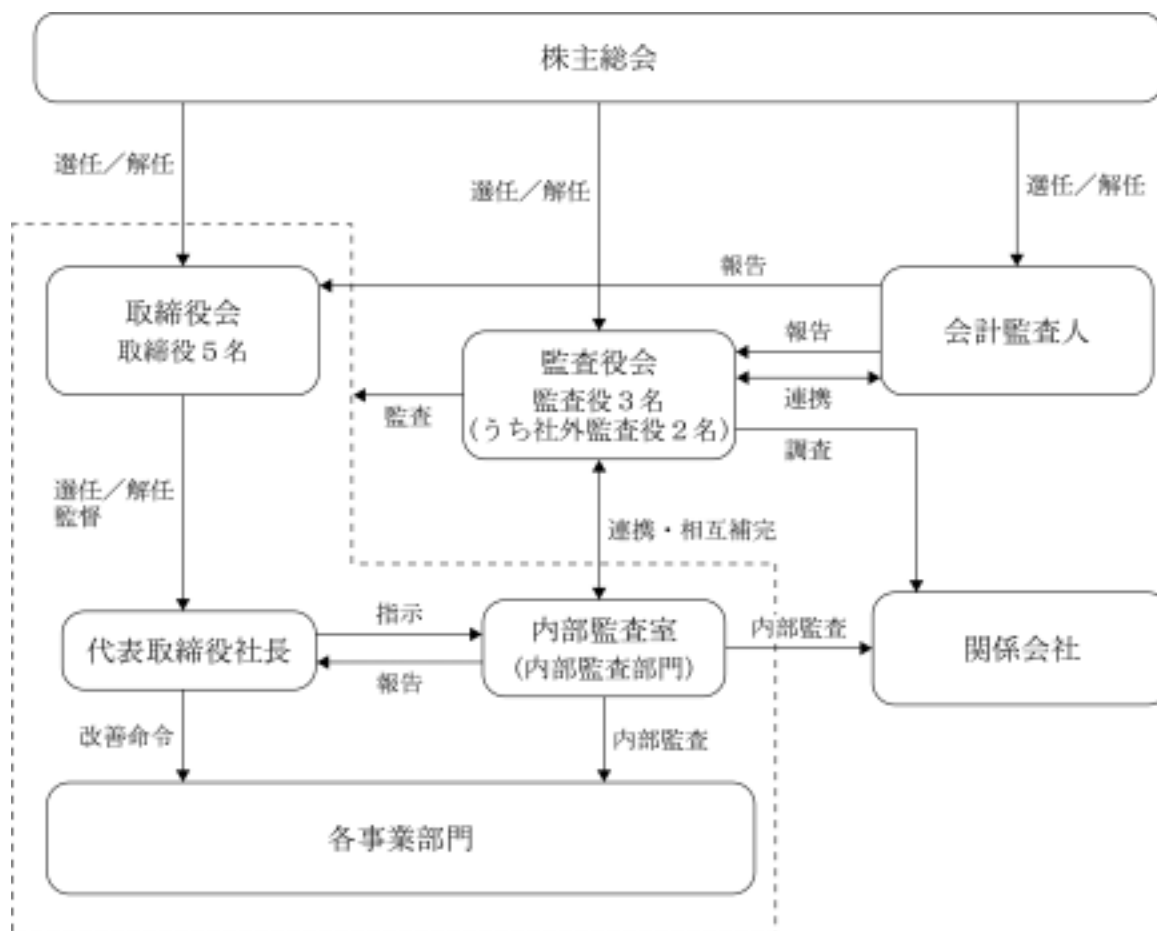 株主総会
選任／解任
選任／解任
選任／解任
報告
取締役会
取締役５名
会計監査人
報告
監査役会
監査役３名
(うち社外監査役２名)
連携
監査
調査
選任／解任
監督
連携・相互補完
指示
代表取締役社長
報告
内部監査室
(内部監査部門)
内部監査
関係会社
改善命令
内部監査
各事業部門